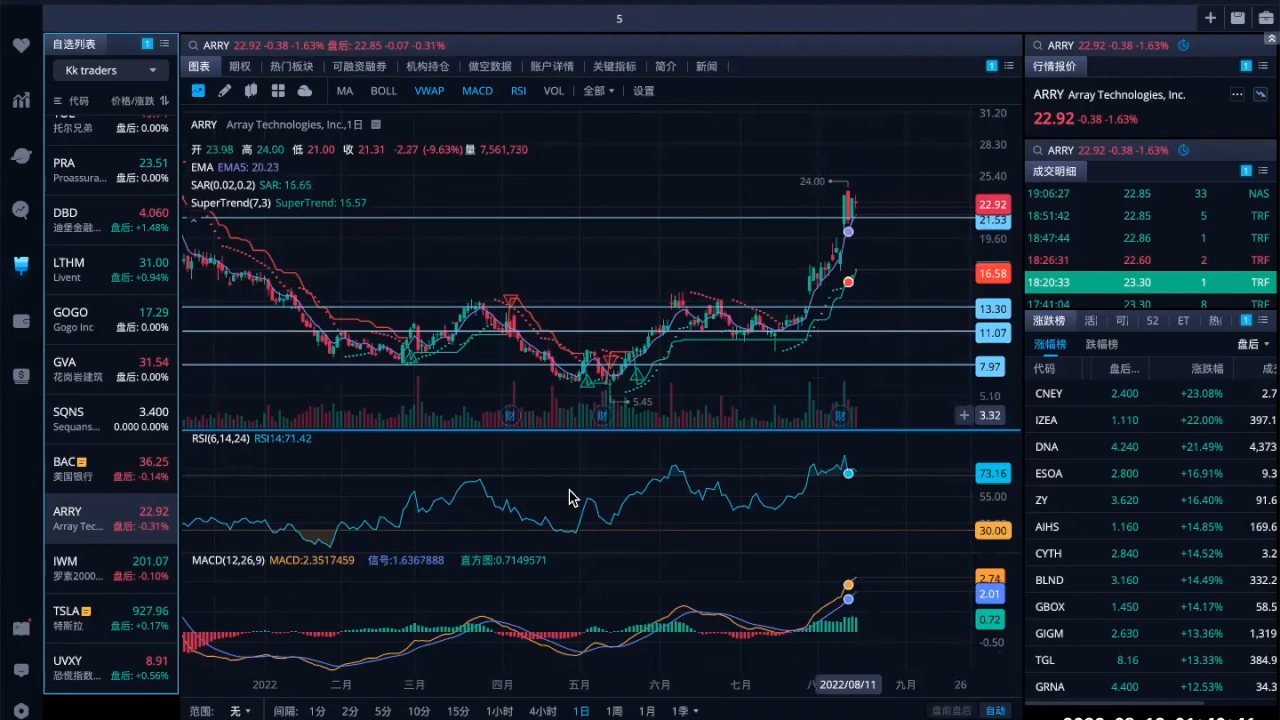 5
自选列表 1
Kk traders
代码 价格/涨跌
托尔兄弟 盘后: 0.00%
PRA 23.51
Proassura... 盘后: 0.00%
DBD 4.060
迪堡金融... 盘后: +1.48%
LTHM 31.00
Livent 盘后: +0.94%
GOGO 17.29
Gogo Inc 盘后: 0.00%
GVA 31.54
花岗岩建筑 盘后: 0.00%
SQNS 3.400
Sequans... 0.000 0.00%
BAC 36.25
美国银行 盘后: -0.14%
ARRY 22.92
Array Tec... 盘后: -0.31%
IWM 201.07
罗素2000... 盘后: -0.10%
TSLA 927.96
特斯拉 盘后: +0.17%
UVXY 8.91
恐慌指数... 盘后: +0.56%
ARRY 22.92 -0.38 -1.63% 盘后: 22.85 -0.07 -0.31%
图表 期权 热门板块 可融资融券 机构持仓 做空数据 账户详情 关键指标 简介 新闻 1
MA BOLL VWAP MACD RSI VOL 全部 设置
ARRY Array Technologies, Inc.,1日
开 23.98 高 24.00 低 21.00 收 21.31 -2.27 (-9.63%) 量 7,561,730
EMA EMA5: 20.23
SAR(0.02,0.2) SAR: 15.65
SuperTrend(7,3) SuperTrend: 15.57
24.00
5.45
财 财 财
31.20
28.30
25.40
22.92
21.53
19.60
16.58
13.30
11.07
7.97
5.10
3.32
RSI(6,14,24) RSI14:71.42
73.16
55.00
30.00
MACD(12,26,9) MACD:2.3517459 信号:1.6367888 直方图:0.7149571
2.74
2.01
0.72
-0.50
2022 二月 三月 四月 五月 六月 七月 2022/08/11 九月 26
范围: 无 间隔: 1分 2分 5分 10分 15分 1小时 4小时 1日 1周 1月 1季 盘前盘后 自动
ARRY 22.92 -0.38 -1.63%
行情报价 1
ARRY Array Technologies, Inc.
22.92 -0.38 -1.63%
ARRY 22.92 -0.38 -1.63%
成交明细 1
19:06:27 22.85 33 NAS
18:51:42 22.85 5 TRF
18:47:44 22.86 1 TRF
18:26:31 22.60 2 TRF
18:20:33 23.30 1 TRF
17:41:04 23.30 8 TRF
涨跌榜 52 ET 1
涨幅榜 跌幅榜 盘后
代码 盘后... 涨跌幅
CNEY 2.400 +23.08% 2.7
IZEA 1.110 +22.00% 397.1
DNA 4.240 +21.49% 4,373
ESOA 2.800 +16.91% 9.3
ZY 3.620 +16.40% 91.6
AIHS 1.160 +14.85% 169.6
CYTH 2.840 +14.52% 3.2
BLND 3.160 +14.49% 332.2
GBOX 1.450 +14.17% 58.5
GIGM 2.630 +13.36% 1,319
TGL 8.16 +13.33% 384.9
GRNA 4.400 +12.53% 34.3